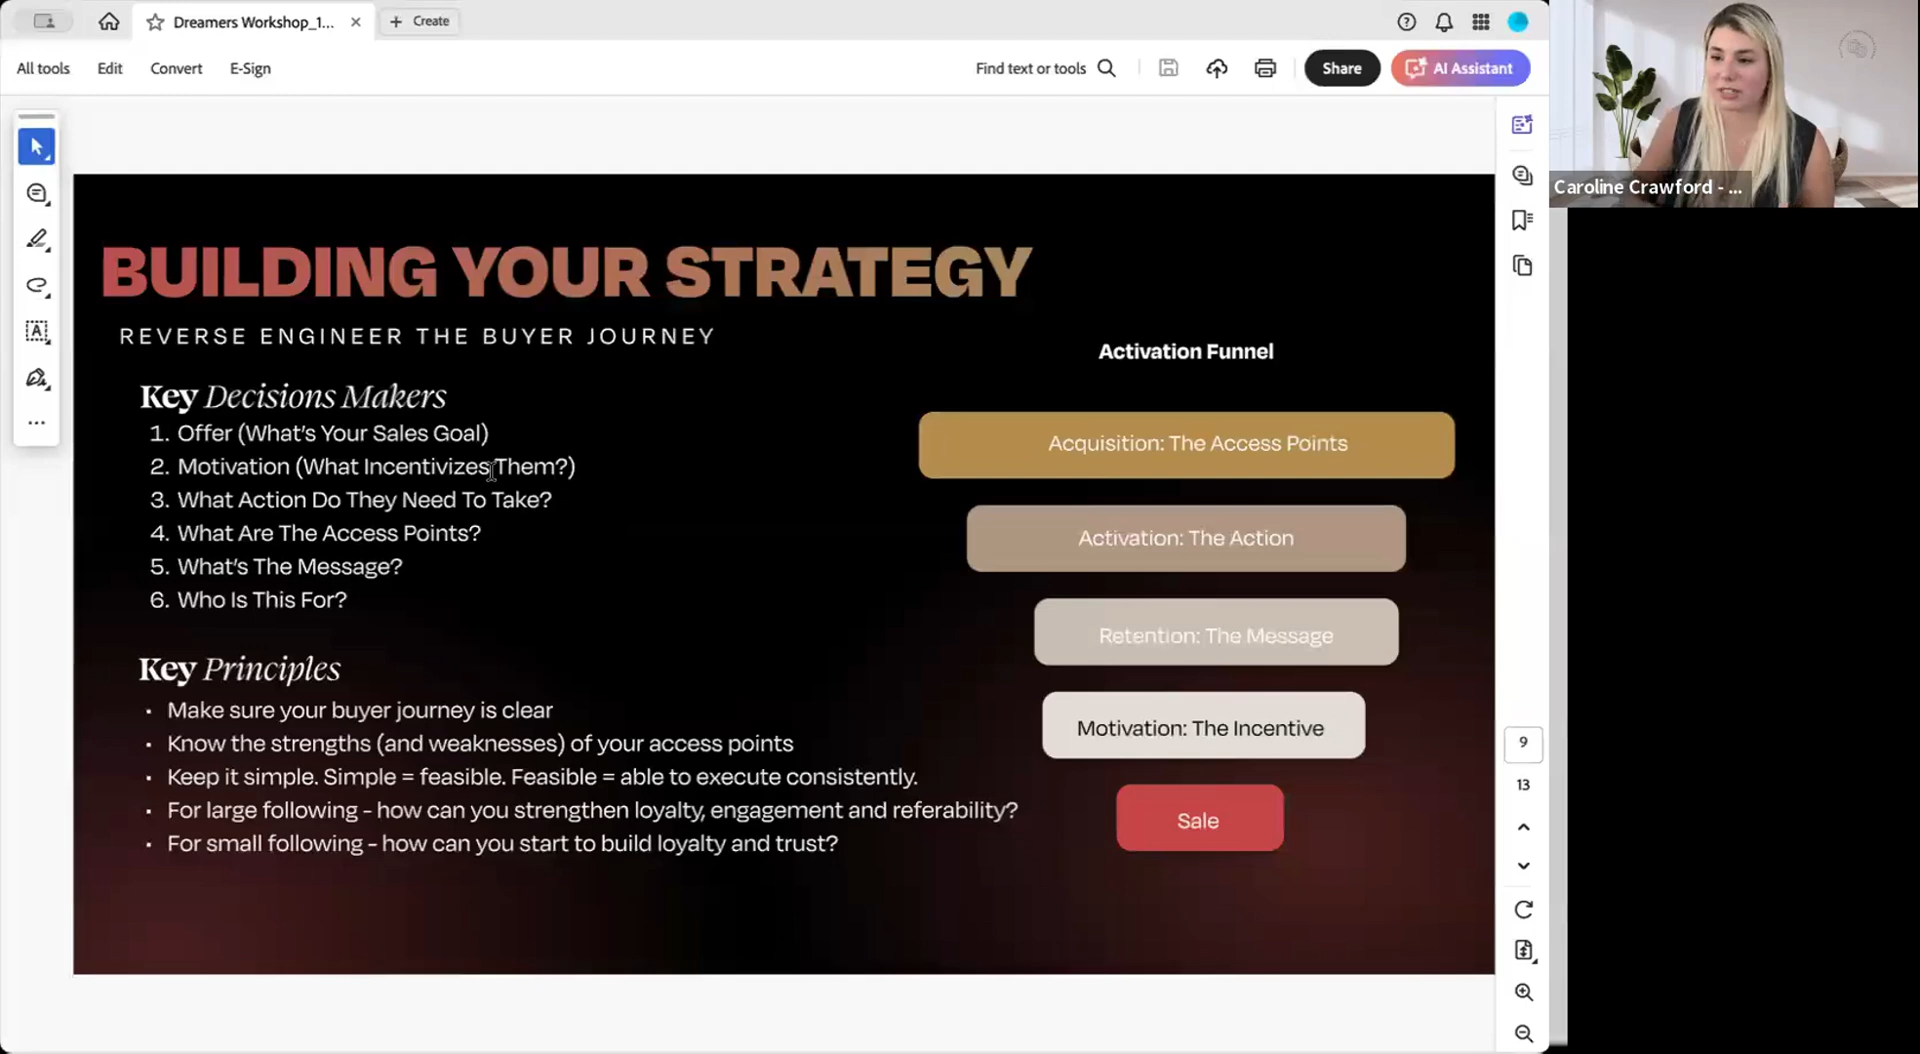 Dreamers Workshop_1...
Create
All tools
Edit
Convert
E-Sign
Find text or tools
Share
AI Assistant
Caroline Crawford - ...
BUILDING YOUR STRATEGY
REVERSE ENGINEER THE BUYER JOURNEY
Key Decisions Makers
1. Offer (What's Your Sales Goal)
2. Motivation (What Incentivizes Them?)
3. What Action Do They Need To Take?
4. What Are The Access Points?
5. What's The Message?
6. Who Is This For?
Key Principles
• Make sure your buyer journey is clear
• Know the strengths (and weaknesses) of your access points
• Keep it simple. Simple = feasible. Feasible = able to execute consistently.
• For large following - how can you strengthen loyalty, engagement and referability?
• For small following - how can you start to build loyalty and trust?
Activation Funnel
Acquisition: The Access Points
Activation: The Action
Retention: The Message
Motivation: The Incentive
Sale
9
13